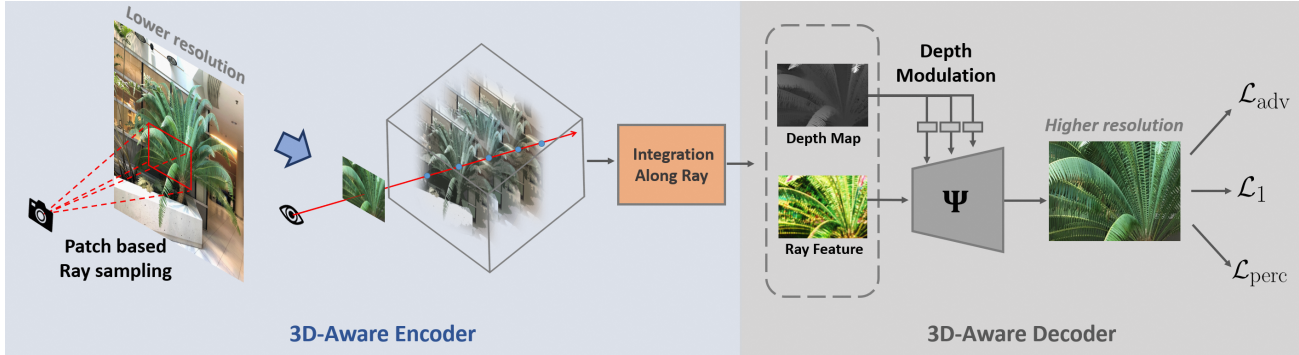 Lower resolution
Patch based
Ray sampling
Integration
Along Ray
3D-Aware Encoder
Depth Map
Ray Feature
Depth
Modulation
Ψ
Higher resolution
ℒadv
ℒ1
ℒperc
3D-Aware Decoder